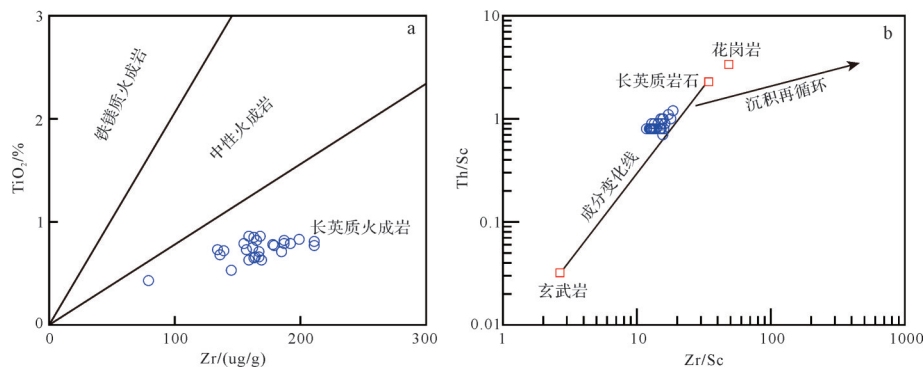 a
3
2
1
0
TiO₂/%
铁镁质火成岩
中性火成岩
长英质火成岩
0
100
200
300
Zr/(ug/g)
b
10
1
0.1
0.01
Th/Sc
花岗岩
长英质岩石
沉积再循环
成分变化线
玄武岩
1
10
100
1000
Zr/Sc